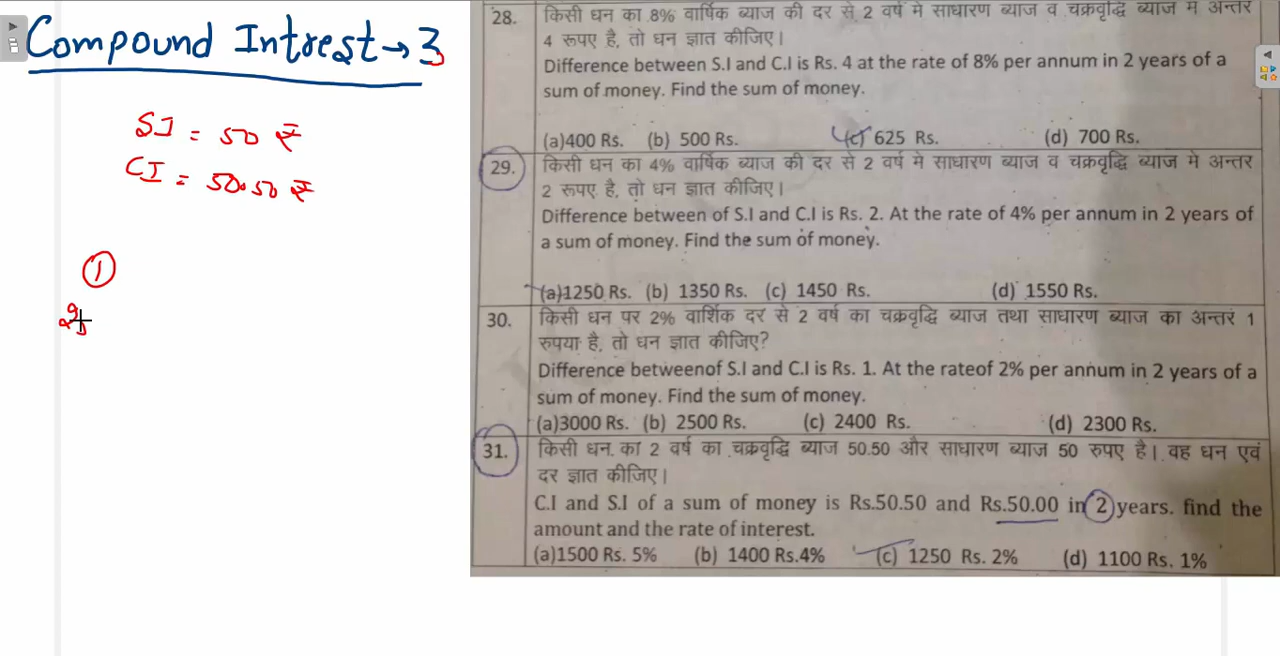 Compound Intrest → 3
SI = 50 ₹
CI = 50.50 ₹
①
25
28. किसी धन का 8% वार्षिक ब्याज की दर से 2 वर्ष मे साधारण ब्याज व चक्रवृद्धि ब्याज मे अन्तर
4 रूपए है, तो धन ज्ञात कीजिए।
Difference between S.I and C.I is Rs. 4 at the rate of 8% per annum in 2 years of a
sum of money. Find the sum of money.
(a)400 Rs. (b) 500 Rs. (c) 625 Rs. (d) 700 Rs.
29. किसी धन का 4% वार्षिक ब्याज की दर से 2 वर्ष मे साधारण ब्याज व चक्रवृद्धि ब्याज मे अन्तर
2 रूपए है, तो धन ज्ञात कीजिए।
Difference between of S.I and C.I is Rs. 2. At the rate of 4% per annum in 2 years of
a sum of money. Find the sum of money.
(a)1250 Rs. (b) 1350 Rs. (c) 1450 Rs. (d) 1550 Rs.
30. किसी धन पर 2% वार्शिक दर से 2 वर्ष का चक्रवृद्धि ब्याज तथा साधारण ब्याज का अन्तर 1
रुपया है, तो धन ज्ञात कीजिए?
Difference betweenof S.I and C.I is Rs. 1. At the rateof 2% per annum in 2 years of a
sum of money. Find the sum of money.
(a)3000 Rs. (b) 2500 Rs. (c) 2400 Rs. (d) 2300 Rs.
31. किसी धन का 2 वर्ष का चक्रवृद्धि ब्याज 50.50 और साधारण ब्याज 50 रुपए है। वह धन एवं
दर ज्ञात कीजिए।
C.I and S.I of a sum of money is Rs.50.50 and Rs.50.00 in 2 years. find the
amount and the rate of interest.
(a)1500 Rs. 5% (b) 1400 Rs.4% (c) 1250 Rs. 2% (d) 1100 Rs. 1%